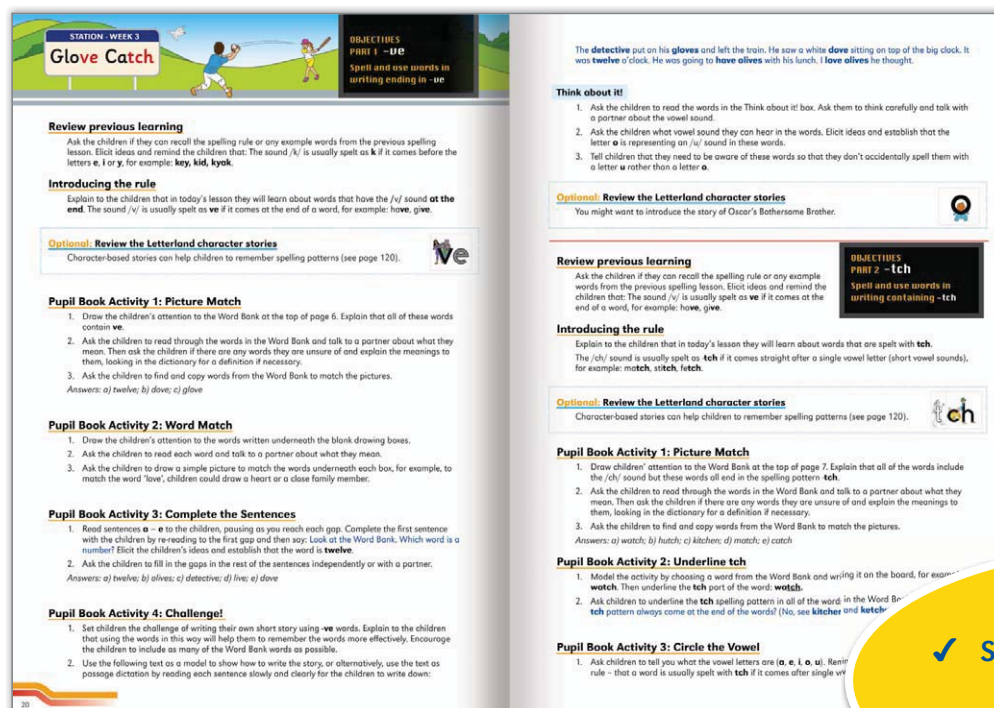 STATION - WEEK 3
Glove Catch
OBJECTIVES
PART 1 -ve
Spell and use words in
writing ending in -ve
Review previous learning
Ask the children if they can recall the spelling rule or any example words from the previous spelling
lesson. Elicit ideas and remind the children that: The sound /k/ is usually spelt as k if it comes before the
letters e, i or y, for example: key, kid, kyak.
Introducing the rule
Explain to the children that in today's lesson they will learn about words that have the /v/ sound at the
end. The sound /v/ is usually spelt as ve if it comes at the end of a word, for example: have, give.
Optional: Review the Letterland character stories
Character-based stories can help children to remember spelling patterns (see page 120).
ve
Pupil Book Activity 1: Picture Match
1. Draw the children's attention to the Word Bank at the top of page 6. Explain that all of these words
contain ve.
2. Ask the children to read through the words in the Word Bank and talk to a partner about what they
mean. Then ask the children if there are any words they are unsure of and explain the meanings to
them, looking in the dictionary for a definition if necessary.
3. Ask the children to find and copy words from the Word Bank to match the pictures.
Answers: a) twelve; b) dove; c) glove
Pupil Book Activity 2: Word Match
1. Draw the children's attention to the words written underneath the blank drawing boxes.
2. Ask the children to read each word and talk to a partner about what they mean.
3. Ask the children to draw a simple picture to match the words underneath each box, for example, to
match the word 'love', children could draw a heart or a close family member.
Pupil Book Activity 3: Complete the Sentences
1. Read sentences a – e to the children, pausing as you reach each gap. Complete the first sentence
with the children by re-reading to the first gap and then say: Look at the Word Bank. Which word is a
number? Elicit the children's ideas and establish that the word is twelve.
2. Ask the children to fill in the gaps in the rest of the sentences independently or with a partner.
Answers: a) twelve; b) olives; c) detective; d) live; e) dove
Pupil Book Activity 4: Challenge!
1. Set children the challenge of writing their own short story using -ve words. Explain to the children
that using the words in this way will help them to remember the words more effectively. Encourage
the children to include as many of the Word Bank words as possible.
2. Use the following text as a model to show how to write the story, or alternatively, use the text as
passage dictation by reading each sentence slowly and clearly for the children to write down:
20
The detective put on his gloves and left the train. He saw a white dove sitting on top of the big clock. It
was twelve o'clock. He was going to have olives with his lunch. I love olives he thought.
Think about it!
1. Ask the children to read the words in the Think about it! box. Ask them to think carefully and talk with
a partner about the vowel sound.
2. Ask the children what vowel sound they can hear in the words. Elicit ideas and establish that the
letter o is representing an /u/ sound in these words.
3. Tell children that they need to be aware of these words so that they don't accidentally spell them with
a letter u rather than a letter o.
Optional: Review the Letterland character stories
You might want to introduce the story of Oscar's Bothersome Brother.
Review previous learning
Ask the children if they can recall the spelling rule or any example
words from the previous spelling lesson. Elicit ideas and remind the
children that: The sound /v/ is usually spelt as ve if it comes at the
end of a word, for example: have, give.
OBJECTIVES
PART 2 -tch
Spell and use words in
writing containing -tch
Introducing the rule
Explain to the children that in today's lesson they will learn about words that are spelt with tch.
The /ch/ sound is usually spelt as -tch if it comes straight after a single vowel letter (short vowel sounds),
for example: match, stitch, fetch.
Optional: Review the Letterland character stories
Character-based stories can help children to remember spelling patterns (see page 120).
tch
Pupil Book Activity 1: Picture Match
1. Draw children' attention to the Word Bank at the top of page 7. Explain that all of the words include
the /ch/ sound but these words all end in the spelling pattern -tch.
2. Ask the children to read through the words in the Word Bank and talk to a partner about what they
mean. Then ask the children if there are any words they are unsure of and explain the meanings to
them, looking in the dictionary for a definition if necessary.
3. Ask the children to find and copy words from the Word Bank to match the pictures.
Answers: a) watch; b) hutch; c) kitchen; d) match; e) catch
Pupil Book Activity 2: Underline tch
1. Model the activity by choosing a word from the Word Bank and writing it on the board, for
watch. Then underline the tch part of the word: watch.
2. Ask children to underline the tch spelling pattern in all of the word in the Word
tch pattern always come at the end of the words? (No, see kitchen and
Pupil Book Activity 3: Circle the Vowel
1. Ask children to tell you what the vowel letters are (a, e, i, o, u).
rule – that a word is usually spelt with tch if it comes after single
✓ S